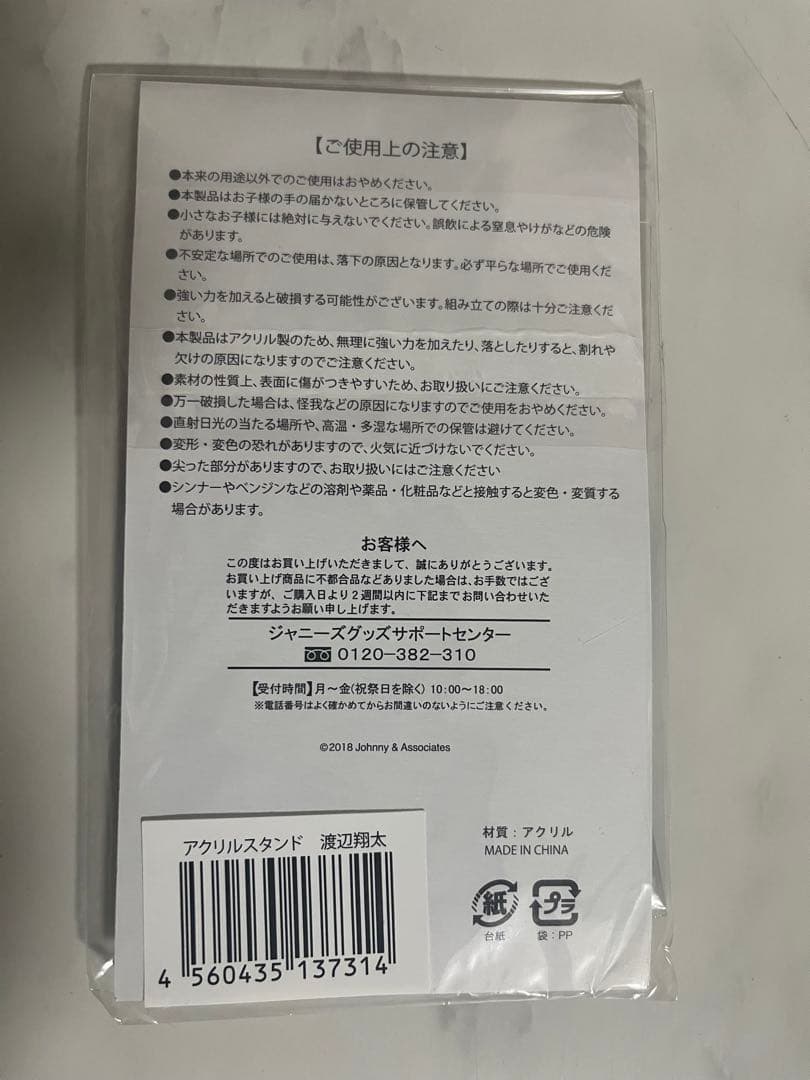 【ご使用上の注意】
●本来の用途以外でのご使用はおやめください。
●本製品はお子様の手の届かないところに保管してください。
●小さなお子様には絶対に与えないでください。誤飲による窒息やけがなどの危険
があります。
●不安定な場所でのご使用は、落下の原因となります。必ず平らな場所でご使用くだ
さい。
●強い力を加えると破損する可能性がございます。組み立ての際は十分ご注意くださ
い。
●本製品はアクリル製のため、無理に強い力を加えたり、落としたりすると、割れや
欠けの原因になりますのでご注意ください。
●素材の性質上、表面に傷がつきやすいため、お取り扱いにご注意ください。
●万一破損した場合は、怪我などの原因になりますのでご使用をおやめください。
●直射日光の当たる場所や、高温・多湿な場所での保管は避けてください。
●変形・変色の恐れがありますので、火気に近づけないでください。
●尖った部分がありますので、お取り扱いにはご注意ください
●シンナーやベンジンなどの溶剤や薬品・化粧品などと接触すると変色・変質する
場合があります。
お客様へ
この度はお買い上げいただきまして、誠にありがとうございます。
お買い上げ商品に不都合品などありました場合は、お手数ではござ
いますが、ご購入日より2週間以内に下記までお問い合わせいた
だきますようお願い申し上げます。
ジャニーズグッズサポートセンター
0120-382-310
【受付時間】月〜金(祝祭日を除く) 10:00〜18:00
※電話番号はよく確かめてからお間違いのないようにご注意ください。
©2018 Johnny & Associates
アクリルスタンド 渡辺翔太
4 560435 137314
材質：アクリル
MADE IN CHINA
紙 プラ
台紙 袋：PP